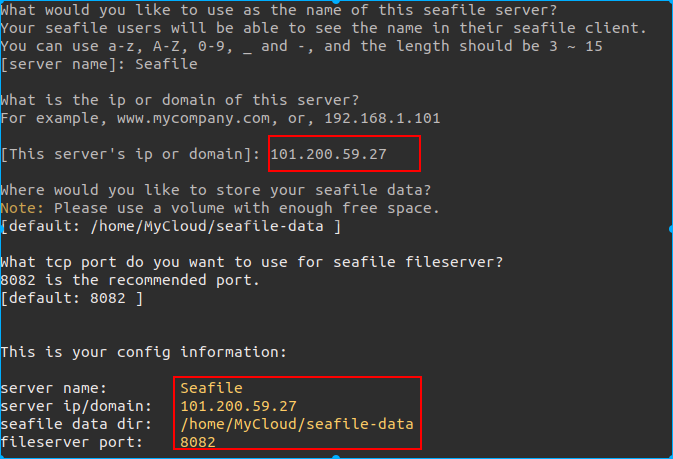 What would you like to use as the name of this seafile server?
Your seafile users will be able to see the name in their seafile client.
You can use a-z, A-Z, 0-9, _ and -, and the length should be 3 ~ 15
[server name]: Seafile
What is the ip or domain of this server?
For example, www.mycompany.com, or, 192.168.1.101
[This server's ip or domain]: 101.200.59.27
Where would you like to store your seafile data?
Note: Please use a volume with enough free space.
[default: /home/MyCloud/seafile-data ]
What tcp port do you want to use for seafile fileserver?
8082 is the recommended port.
[default: 8082 ]
This is your config information:
server name: Seafile
server ip/domain: 101.200.59.27
seafile data dir: /home/MyCloud/seafile-data
fileserver port: 8082